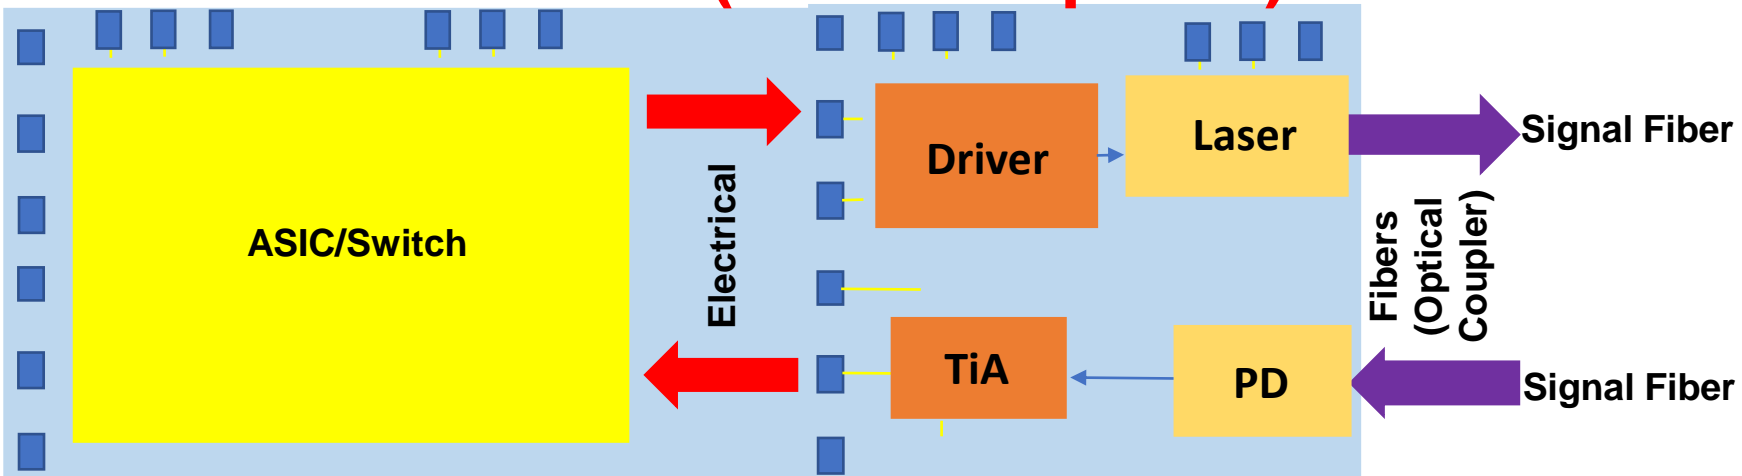 ASIC/Switch
Electrical
Driver
Laser
TiA
PD
Signal Fiber
Fibers
(Optical
Coupler)
Signal Fiber